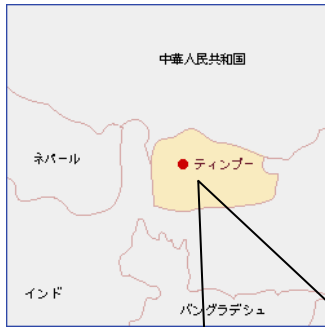 中華人民共和国
ネパール
ティンプー
インド
バングラデシュ